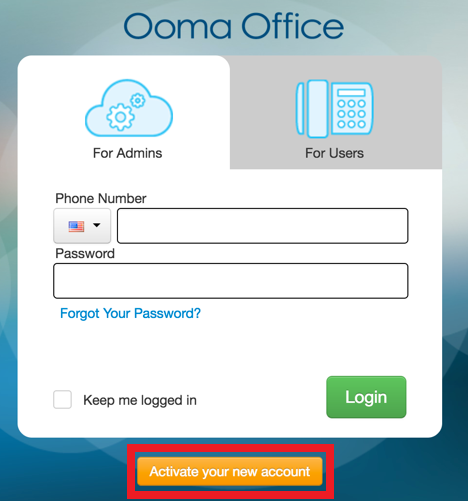 Ooma Office
For Admins
For Users
Phone Number
Password
Forgot Your Password?
Keep me logged in
Login
Activate your new account